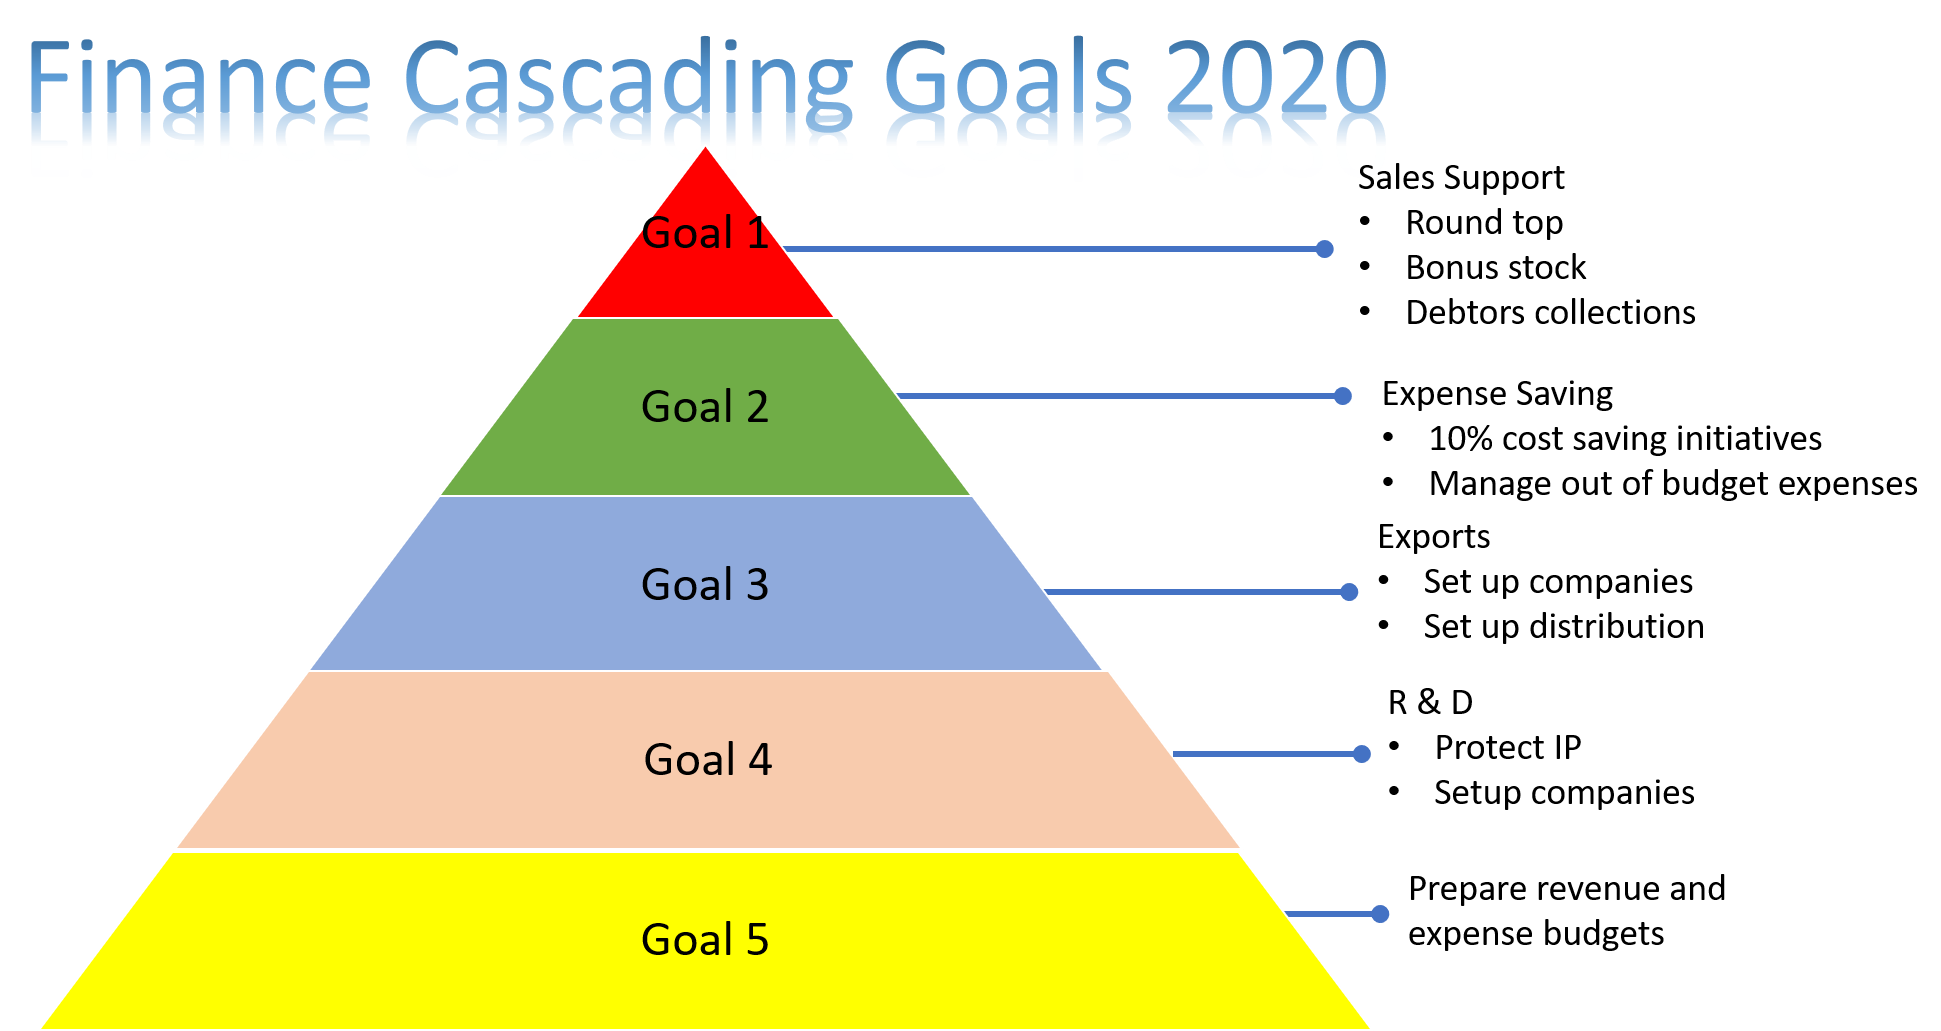 Finance Cascading Goals 2020
Goal 1
Sales Support
• Round top
• Bonus stock
• Debtors collections
Goal 2
Expense Saving
• 10% cost saving initiatives
• Manage out of budget expenses
Goal 3
Exports
• Set up companies
• Set up distribution
Goal 4
R & D
• Protect IP
• Setup companies
Goal 5
Prepare revenue and
expense budgets